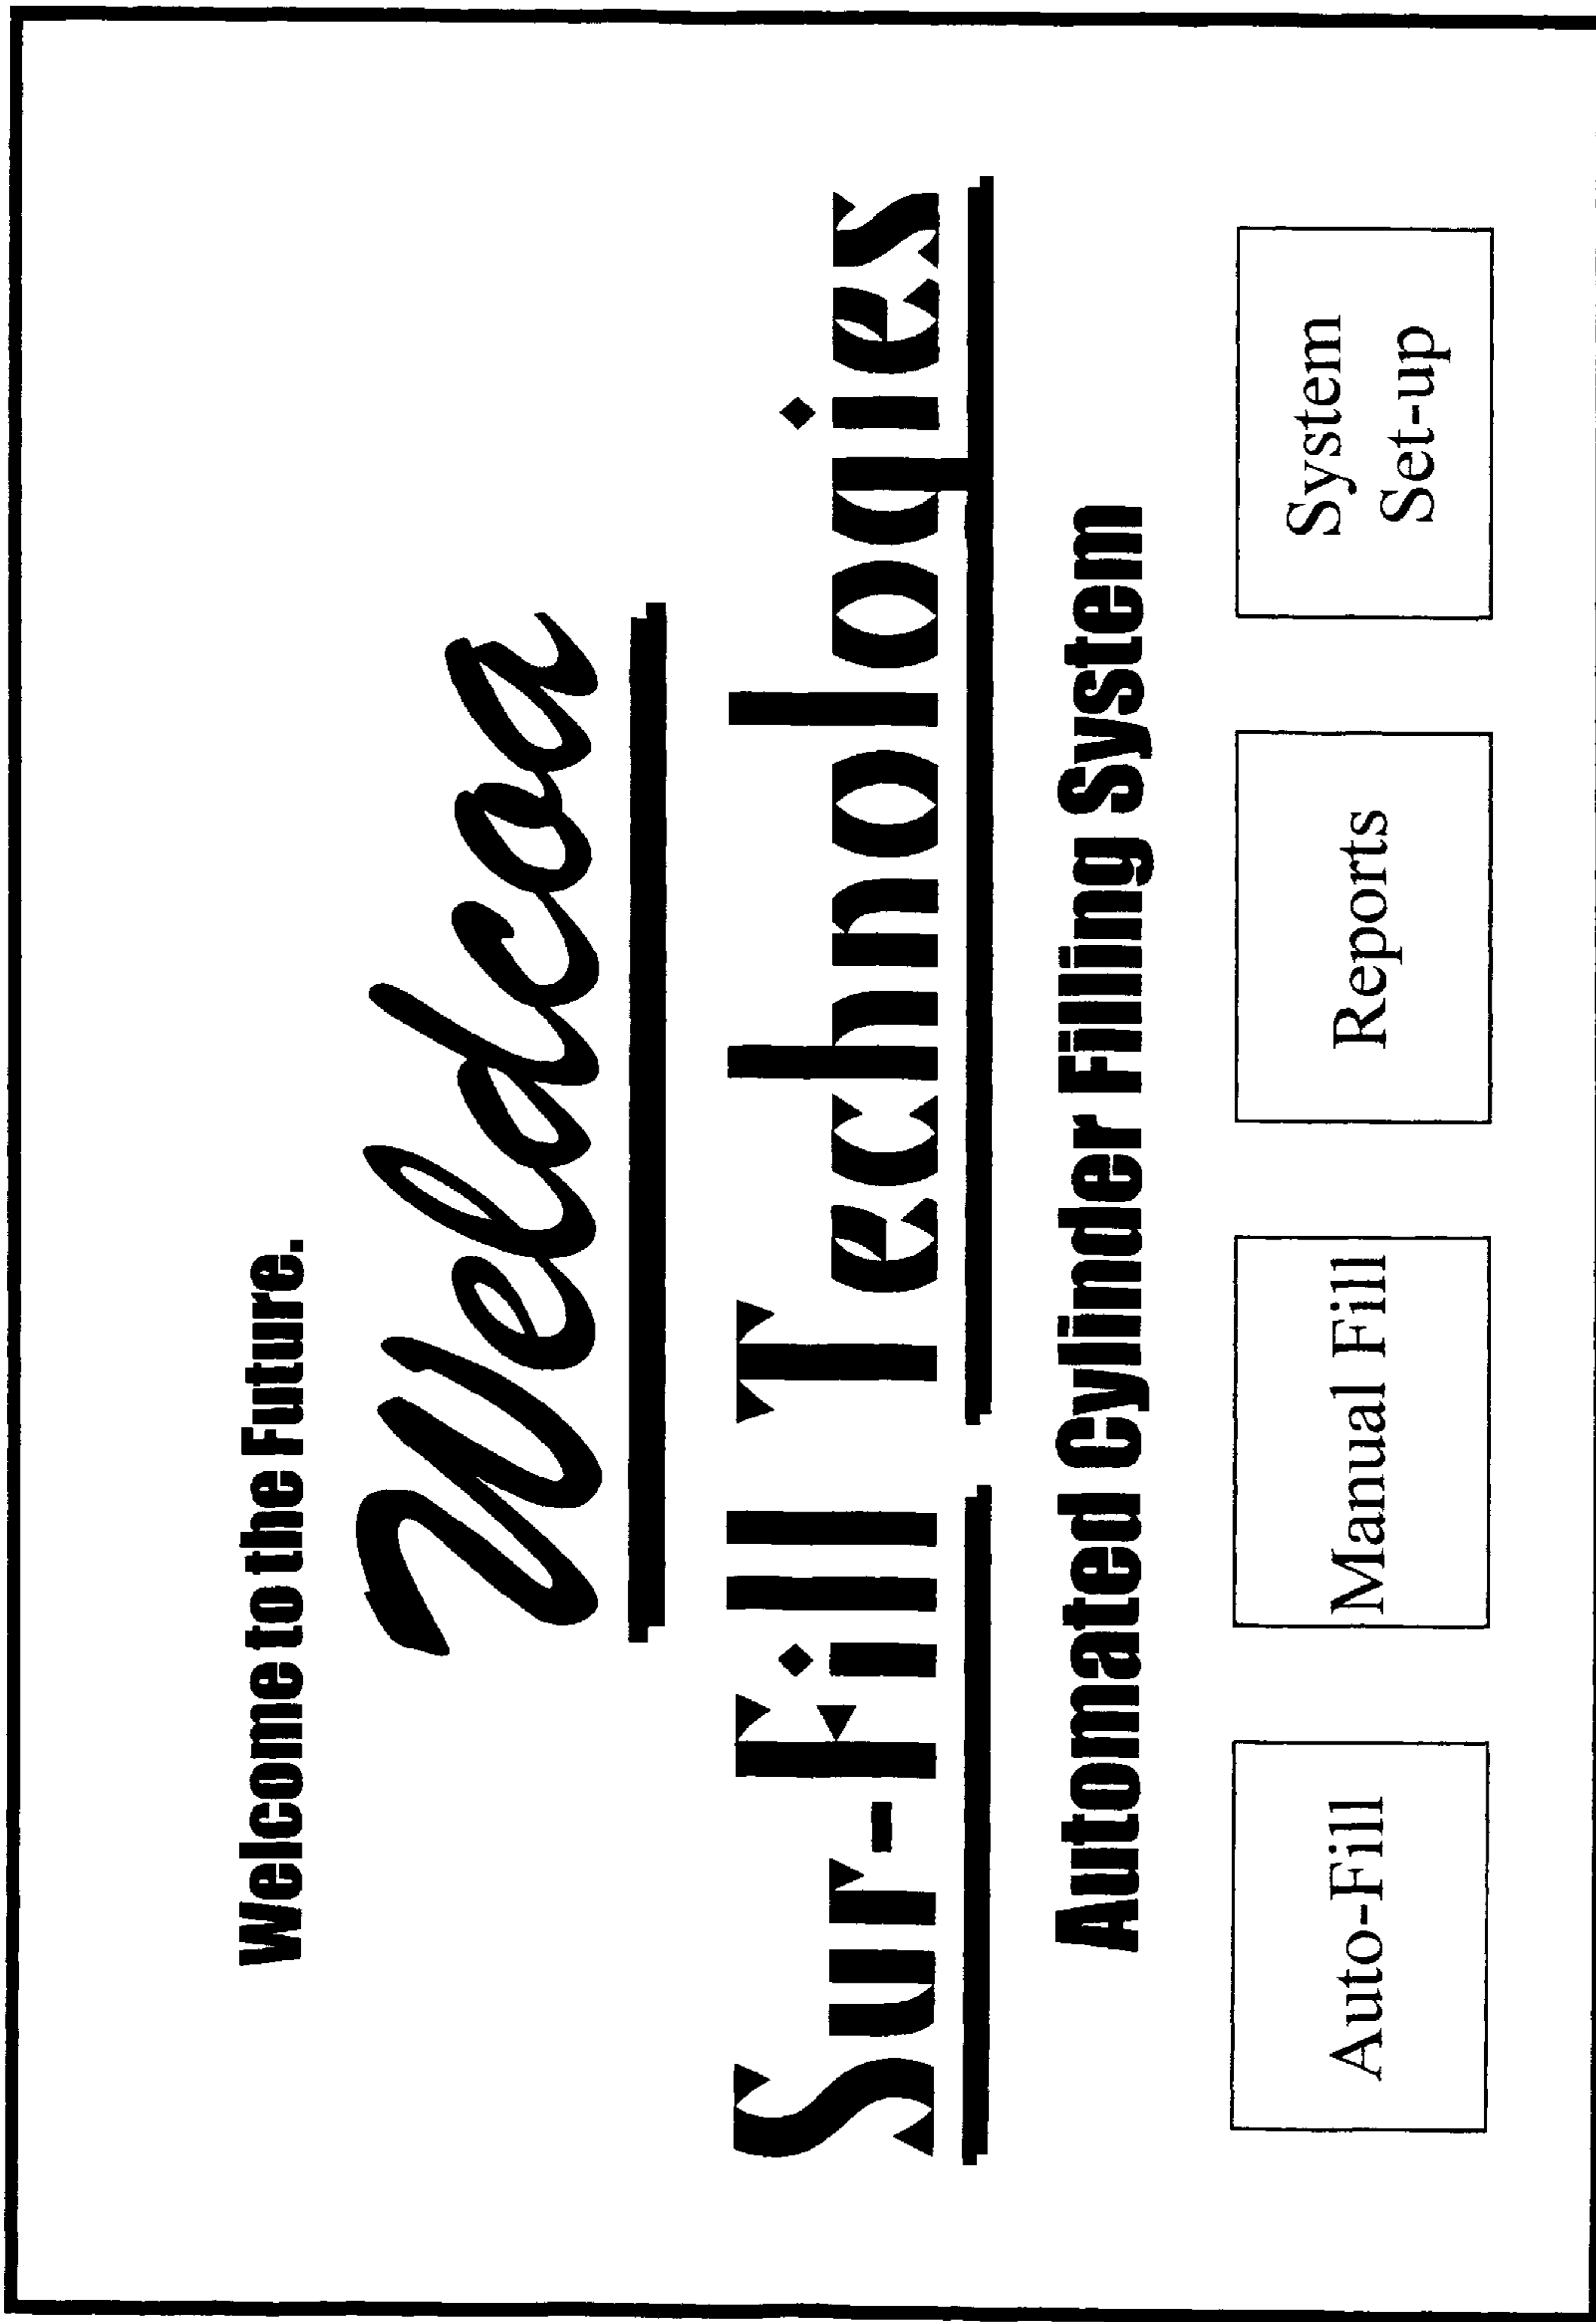 Welcome to the Future.
Weldcoa
Sur-Fill Technologies
Automated Cylinder Filling System
Auto-Fill
Manual Fill
Reports
System
Set-up